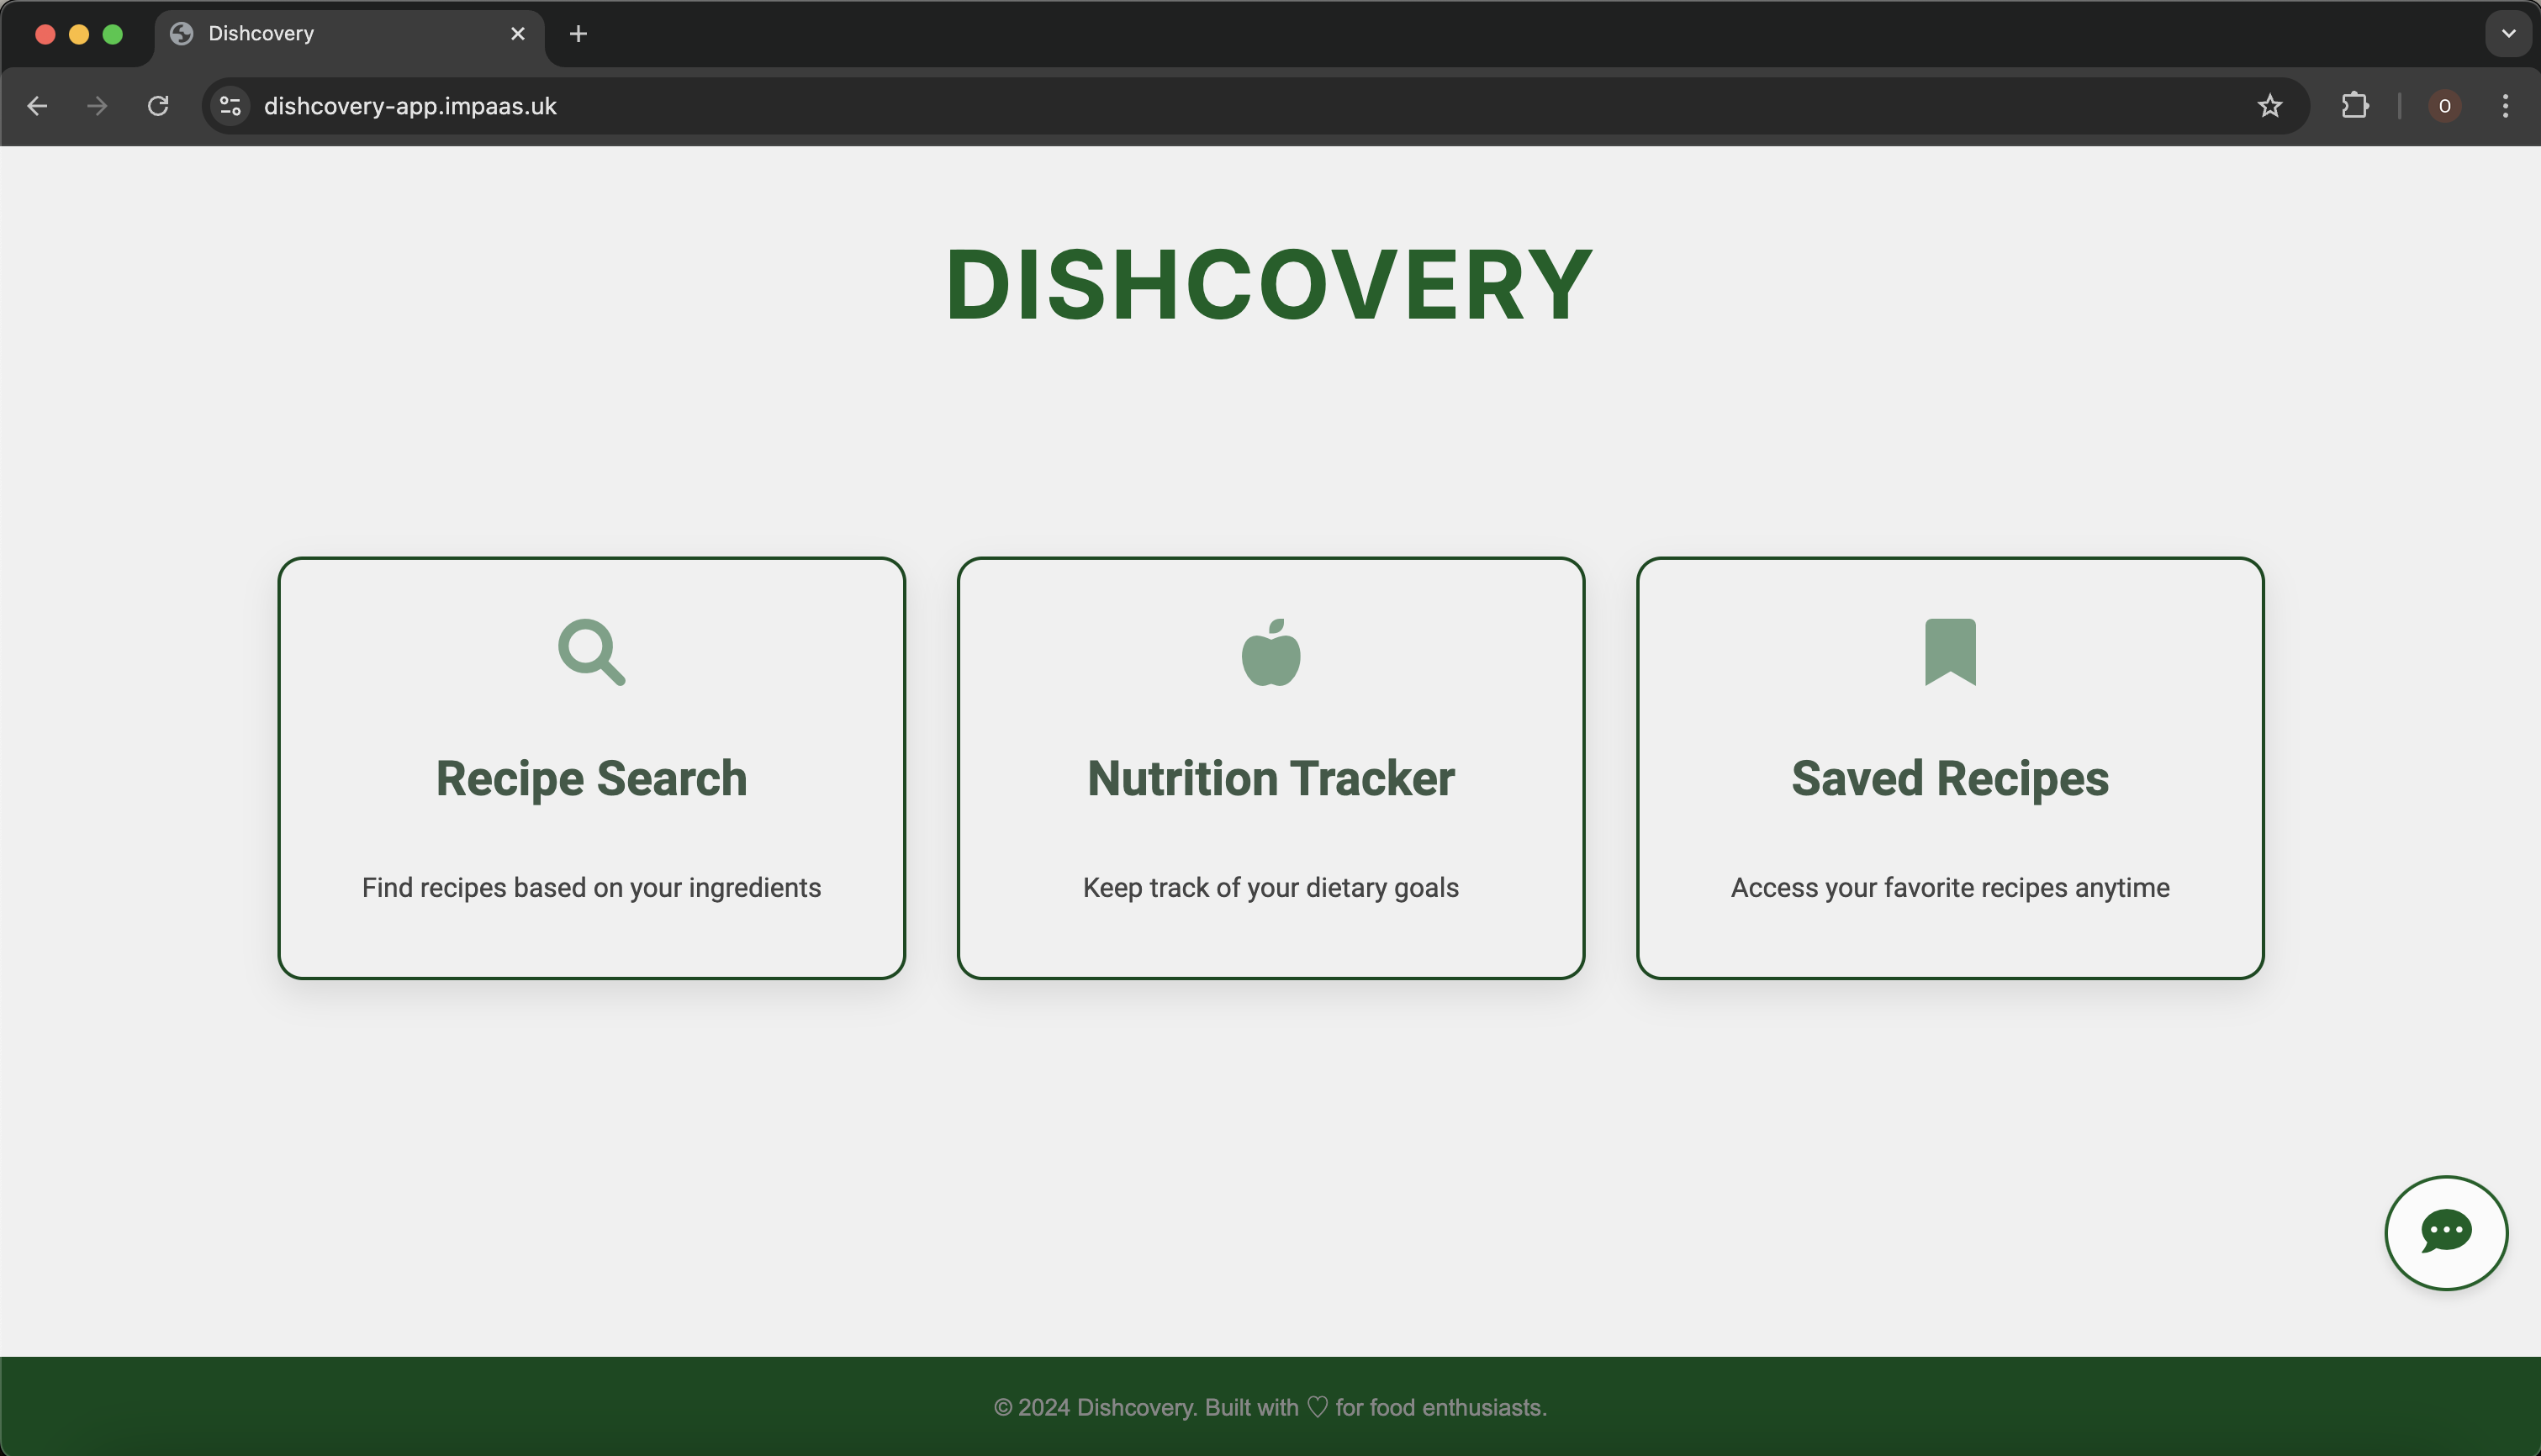 Dishcovery
dishcovery-app.impaas.uk
O
DISHCOVERY
Recipe Search
Find recipes based on your ingredients
Nutrition Tracker
Keep track of your dietary goals
Saved Recipes
Access your favorite recipes anytime
© 2024 Dishcovery. Built with ♡ for food enthusiasts.